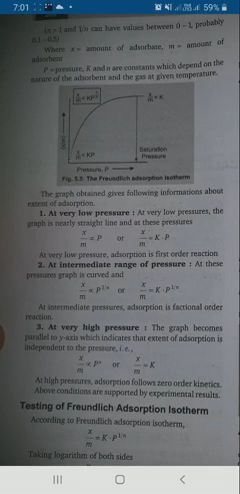 7:01
59%
(x > 1 and 1/n can have values between 0 – 1, probably
0.1 – 0.5)
Where x = amount of adsorbate, m = amount of
adsorbent
P = pressure, K and n are constants which depend on the
nature of the adsorbent and the gas at given temperature.
x/m = KP
x/m = K
x/m = KP
(x/m)
Saturation
Pressure
Pressure, P
Fig. 5.5: The Freundlich adsorption isotherm
The graph obtained gives following informations about
extent of adsorption.
1. At very low pressure : At very low pressures, the
graph is nearly straight line and at these pressures
x/m ∝ P or x/m = K · P
At very low pressure, adsorption is first order reaction
2. At intermediate range of pressure : At these
pressures graph is curved and
x/m ∝ P^1/n or x/m = K · P^1/n
At intermediate pressures, adsorption is factional order
reaction.
3. At very high pressure : The graph becomes
parallel to y-axis which indicates that extent of adsorption is
independent to the pressure, i.e.,
x/m ∝ P° or x/m = K
At high pressures, adsorption follows zero order kinetics.
Above conditions are supported by experimental results.
Testing of Freundlich Adsorption Isotherm
According to Freundlich adsorption isotherm,
x/m = K · P^1/n
Taking logarithm of both sides